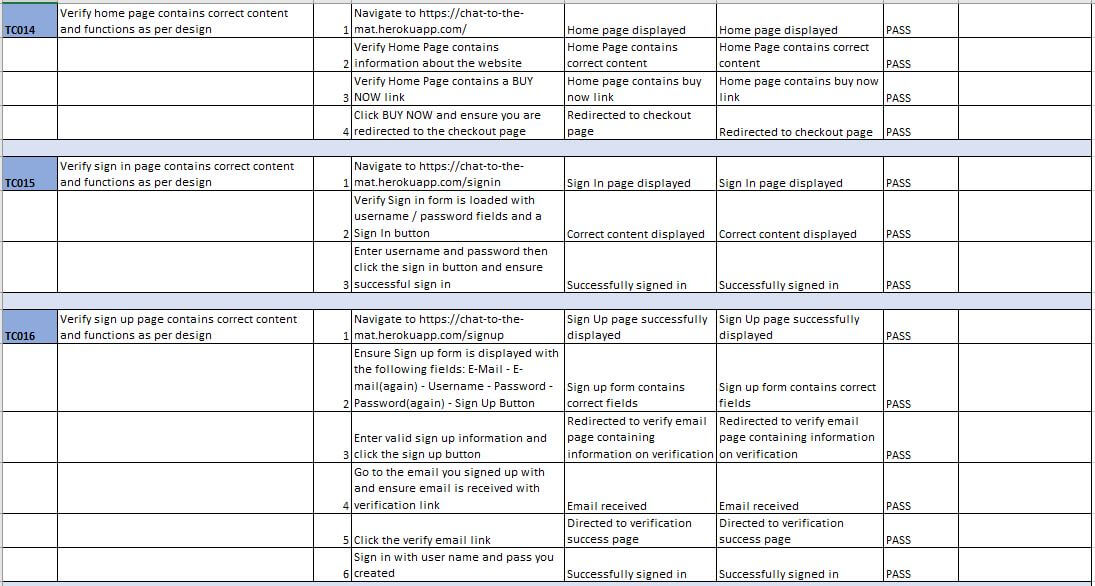 TC014
Verify home page contains correct content
and functions as per design
1
Navigate to https://chat-to-the-
mat.herokuapp.com/
Home page displayed
Home page displayed
PASS
2
Verify Home Page contains
information about the website
Home Page contains
correct content
Home Page contains correct
content
PASS
3
Verify Home Page contains a BUY
NOW link
Home page contains buy
now link
Home page contains buy now
link
PASS
4
Click BUY NOW and ensure you are
redirected to the checkout page
Redirected to checkout
page
Redirected to checkout page
PASS
TC015
Verify sign in page contains correct content
and functions as per design
1
Navigate to https://chat-to-the-
mat.herokuapp.com/signin
Sign In page displayed
Sign In page displayed
PASS
2
Verify Sign in form is loaded with
username / password fields and a
Sign In button
Correct content displayed
Correct content displayed
PASS
3
Enter username and password then
click the sign in button and ensure
successful sign in
Successfully signed in
Successfully signed in
PASS
TC016
Verify sign up page contains correct content
and functions as per design
1
Navigate to https://chat-to-the-
mat.herokuapp.com/signup
Sign Up page successfully
displayed
Sign Up page successfully
displayed
PASS
2
Ensure Sign up form is displayed with
the following fields: E-Mail - E-
mail(again) - Username - Password -
Password(again) - Sign Up Button
Sign up form contains
correct fields
Sign up form contains correct
fields
PASS
3
Enter valid sign up information and
click the sign up button
Redirected to verify email
page containing
information on verification
Redirected to verify email
page containing information
on verification
PASS
4
Go to the email you signed up with
and ensure email is received with
verification link
Email received
Email received
PASS
5
Click the verify email link
Directed to verification
success page
Directed to verification
success page
PASS
6
Sign in with user name and pass you
created
Successfully signed in
Successfully signed in
PASS